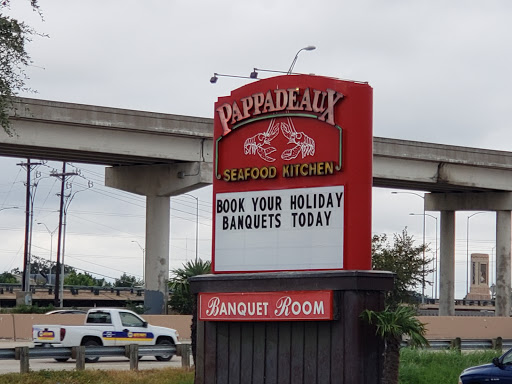 PAPPADEAUX
SEAFOOD KITCHEN
BOOK YOUR HOLIDAY
BANQUETS TODAY
BANQUET ROOM